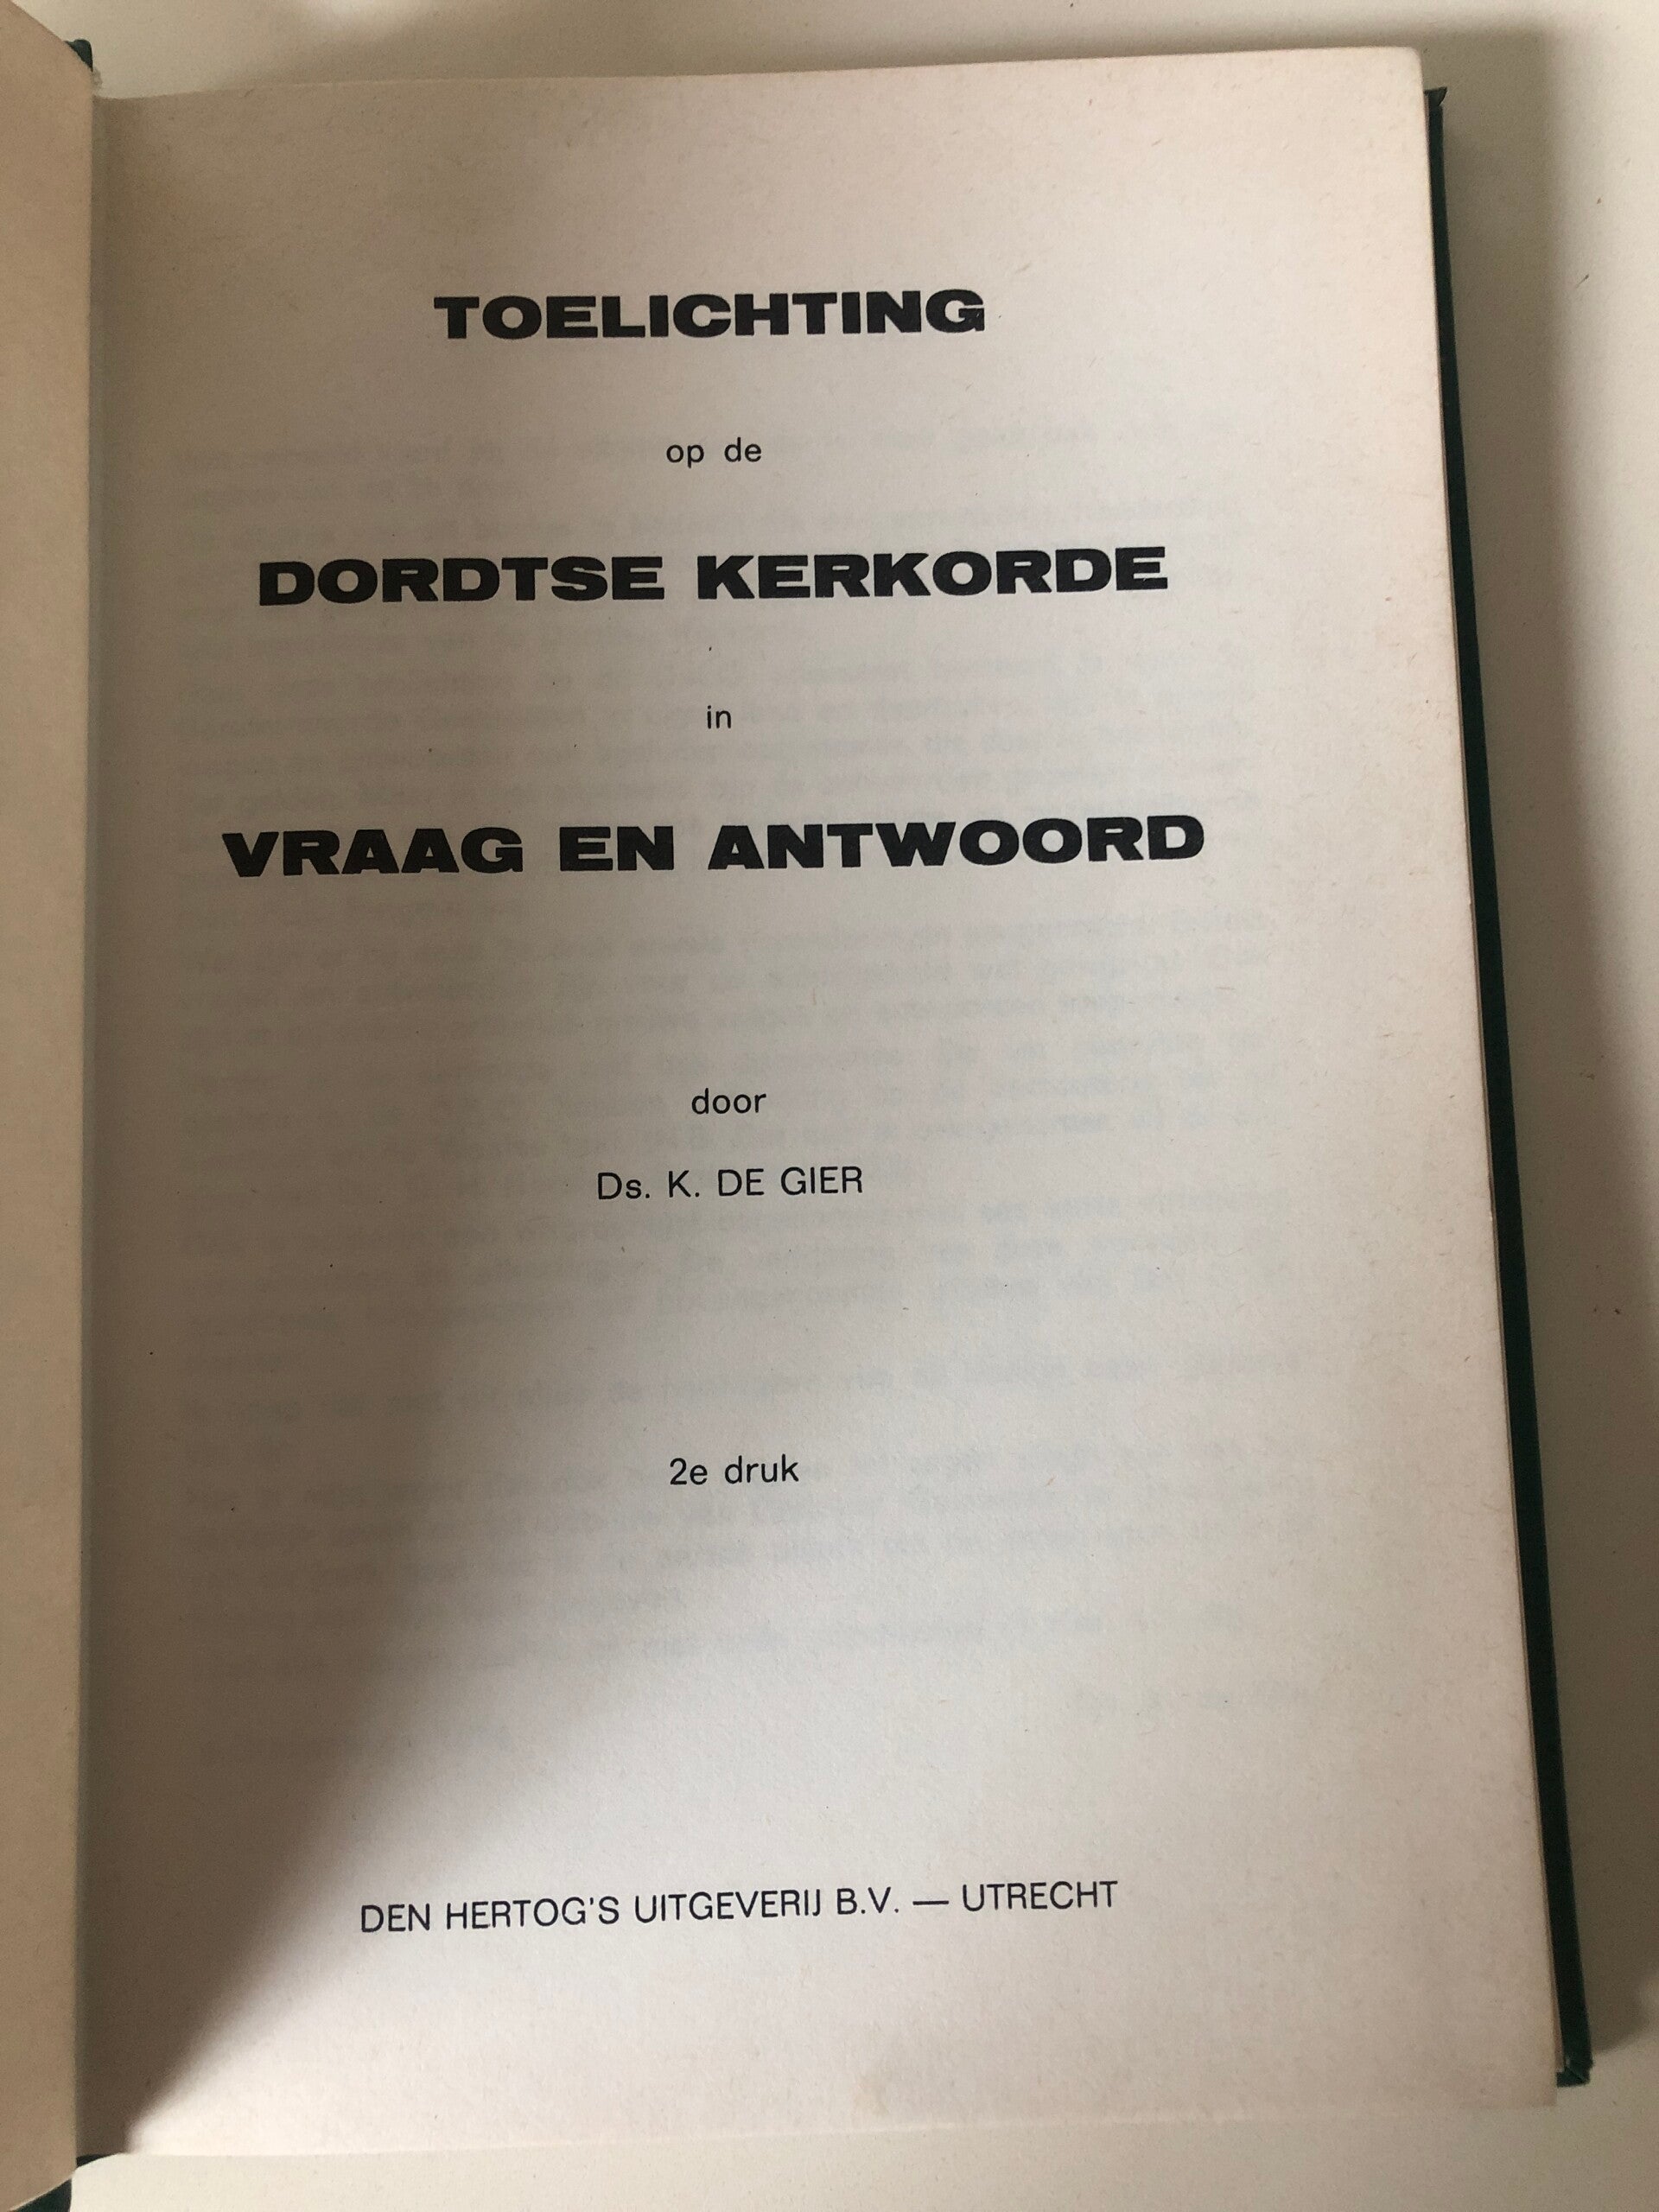 TOELICHTING
op de
DORDTSE KERKORDE
in
VRAAG EN ANTWOORD
door
Ds. K. DE GIER
2e druk
DEN HERTOG'S UITGEVERIJ B.V. — UTRECHT